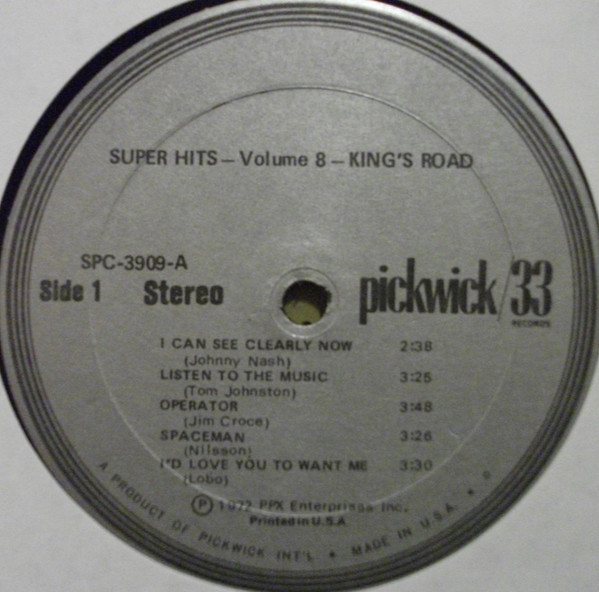 SUPER HITS – Volume 8 – KING'S ROAD
SPC-3909-A
Side 1 Stereo
pickwick/33
RECORDS
I CAN SEE CLEARLY NOW 2:38
(Johnny Nash)
LISTEN TO THE MUSIC 3:25
(Tom Johnston)
OPERATOR 3:48
(Jim Croce)
SPACEMAN 3:26
(Nilsson)
I'D LOVE YOU TO WANT ME 3:30
(Lobo)
Ⓟ 1972 PPX Enterprises Inc.
Printed in U.S.A.
A PRODUCT OF PICKWICK INT'L ★ MADE IN U.S.A. ★ D